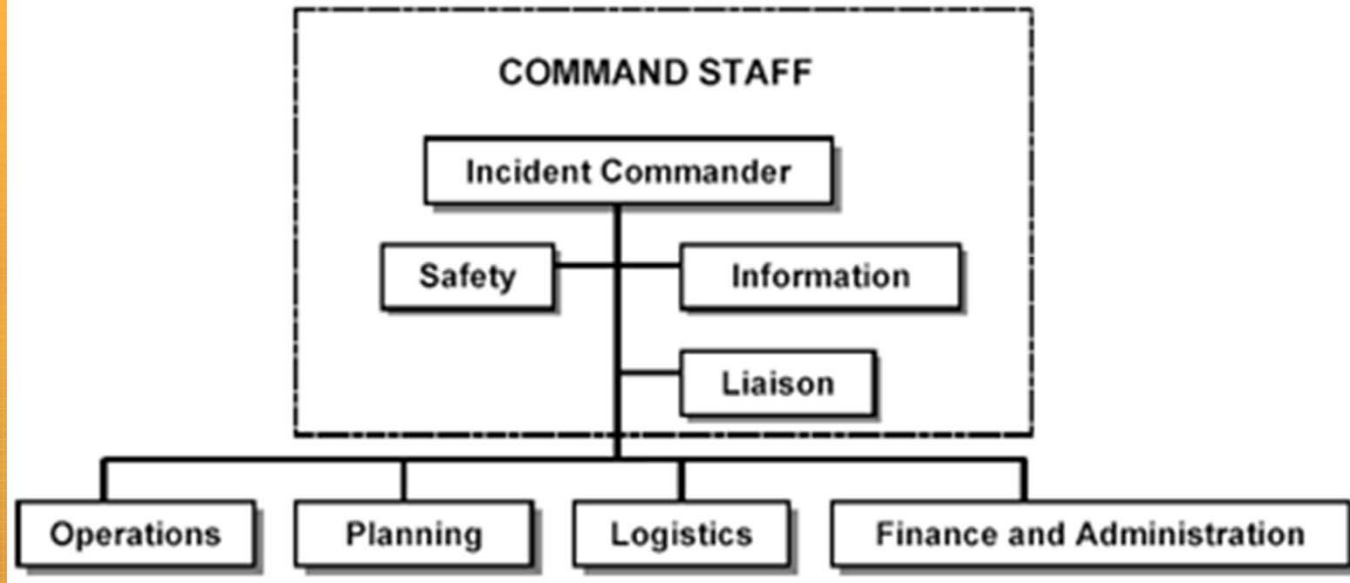 COMMAND STAFF
Incident Commander
Safety
Information
Liaison
Operations
Planning
Logistics
Finance and Administration